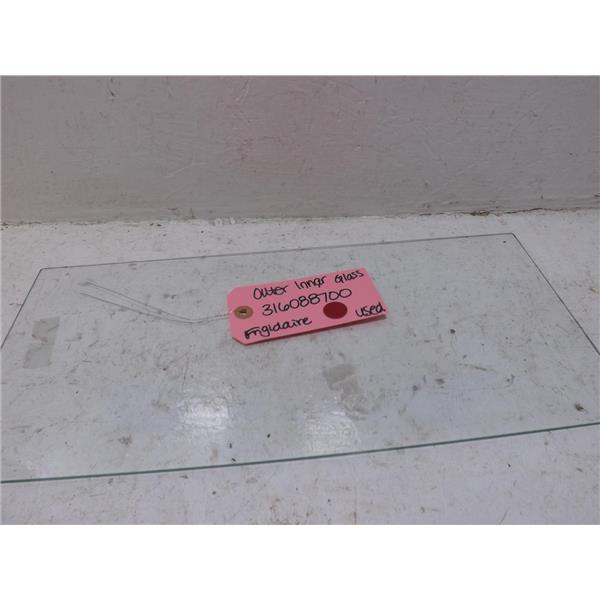 Outer Inner Glass
316088700
Frigidaire used